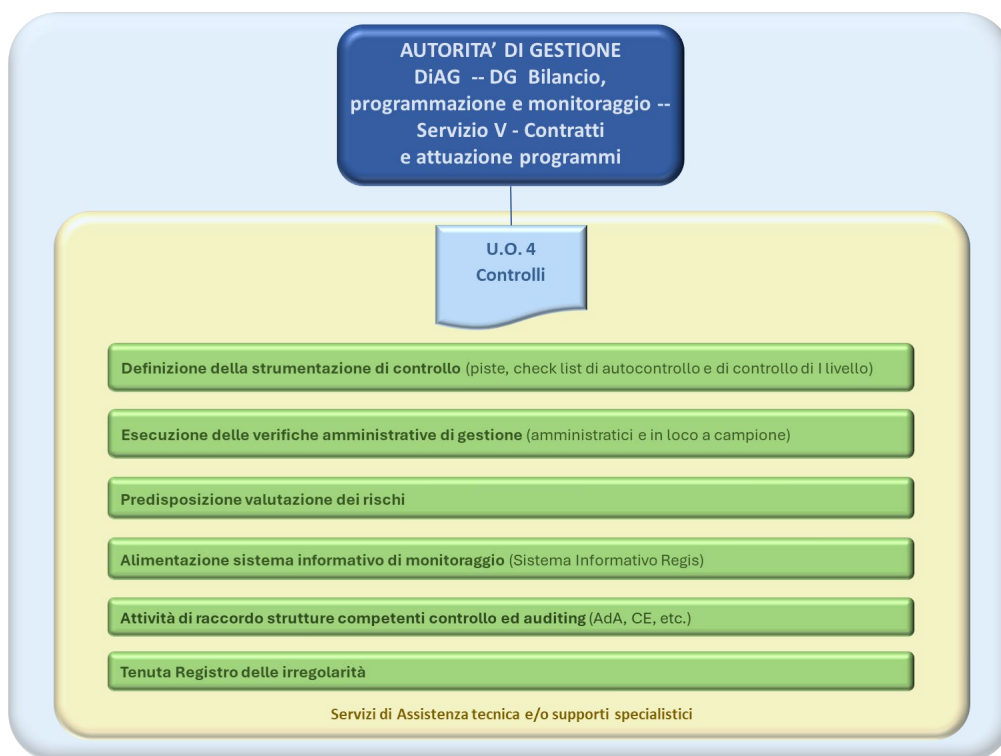 AUTORITA’ DI GESTIONE
DiAG -- DG Bilancio,
programmazione e monitoraggio --
Servizio V - Contratti
e attuazione programmi
U.O. 4
Controlli
Definizione della strumentazione di controllo (piste, check list di autocontrollo e di controllo di I livello)
Esecuzione delle verifiche amministrative di gestione (amministratici e in loco a campione)
Predisposizione valutazione dei rischi
Alimentazione sistema informativo di monitoraggio (Sistema Informativo Regis)
Attività di raccordo strutture competenti controllo ed auditing (AdA, CE, etc.)
Tenuta Registro delle irregolarità
Servizi di Assistenza tecnica e/o supporti specialistici